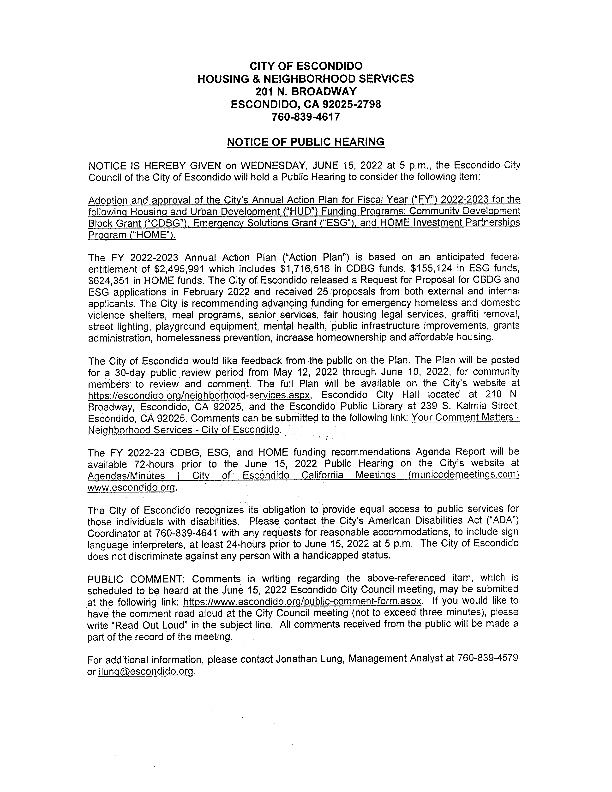 CITY OF ESCONDIDO
HOUSING & NEIGHBORHOOD SERVICES
201 N. BROADWAY
ESCONDIDO, CA 92025-2798
760-839-4617
NOTICE OF PUBLIC HEARING
NOTICE IS HEREBY GIVEN on WEDNESDAY, JUNE 15, 2022 at 5 p.m., the Escondido City
Council of the City of Escondido will hold a Public Hearing to consider the following item:
Adoption and approval of the City's Annual Action Plan for Fiscal Year ("FY") 2022-2023 for the
following Housing and Urban Development ("HUD") Funding Programs: Community Development
Block Grant ("CDBG"), Emergency Solutions Grant ("ESG"), and HOME Investment Partnerships
Program ("HOME").
The FY 2022-2023 Annual Action Plan ("Action Plan") is based on an anticipated federal
entitlement of $2,495,991 which includes $1,716,516 in CDBG funds, $155,124 in ESG funds,
$624,351 in HOME funds. The City of Escondido released a Request for Proposal for CBDG and
ESG applications in February 2022 and received 25 proposals from both external and internal
applicants. The City is recommending advancing funding for emergency homeless and domestic
violence shelters, meal programs, senior services, fair housing legal services, graffiti removal,
street lighting, playground equipment, mental health, public infrastructure improvements, grants
administration, homelessness prevention, increase homeownership and affordable housing.
The City of Escondido would like feedback from the public on the Plan. The Plan will be posted
for a 30-day public review period from May 12, 2022 through June 10, 2022, for community
members to review and comment. The full Plan will be available on the City's website at
https://escondido.org/neighborhood-services.aspx, Escondido City Hall located at 210 N.
Broadway, Escondido, CA 92025, and the Escondido Public Library at 239 S. Kalmia Street,
Escondido, CA 92025. Comments can be submitted to the following link: Your Comment Matters -
Neighborhood Services - City of Escondido.
The FY 2022-23 CDBG, ESG, and HOME funding recommendations Agenda Report will be
available 72-hours prior to the June 15, 2022 Public Hearing on the City's website at
Agendas/Minutes | City of Escondido California Meetings (municodemeetings.com)
www.escondido.org.
The City of Escondido recognizes its obligation to provide equal access to public services for
those individuals with disabilities. Please contact the City's American Disabilities Act ("ADA")
Coordinator at 760-839-4641 with any requests for reasonable accommodations, to include sign
language interpreters, at least 24-hours prior to June 15, 2022 at 5 p.m. The City of Escondido
does not discriminate against any person with a handicapped status.
PUBLIC COMMENT: Comments in writing regarding the above-referenced item, which is
scheduled to be heard at the June 15, 2022 Escondido City Council meeting, may be submitted
at the following link: https://www.escondido.org/public-comment-form.aspx. If you would like to
have the comment read aloud at the City Council meeting (not to exceed three minutes), please
write "Read Out Loud" in the subject line. All comments received from the public will be made a
part of the record of the meeting.
For additional information, please contact Jonathan Lung, Management Analyst at 760-839-4579
or jlung@escondido.org.